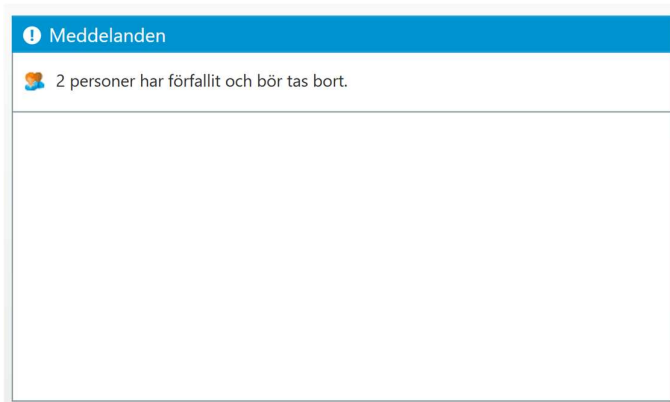 Meddelanden
2 personer har förfallit och bör tas bort.